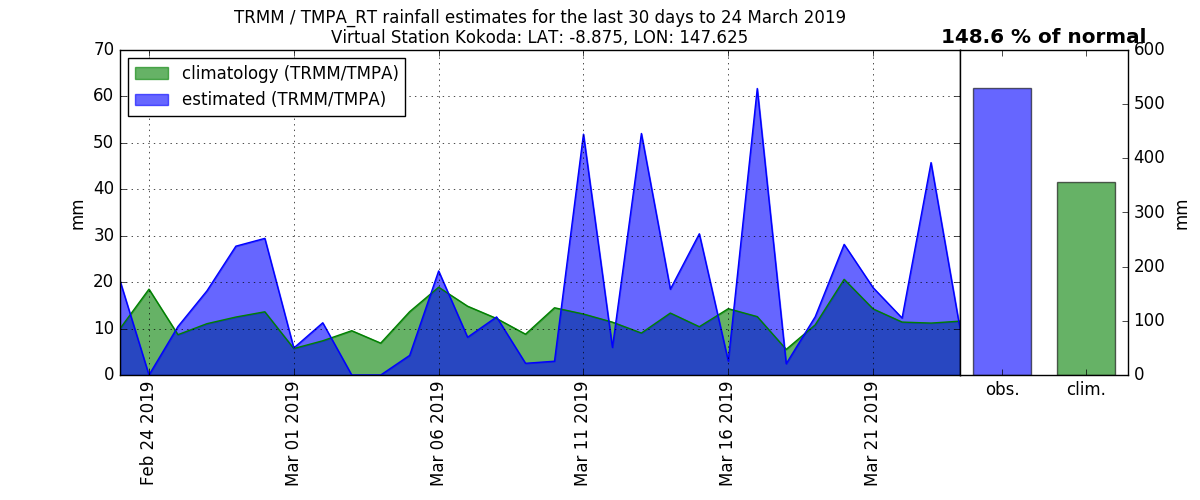 TRMM / TMPA_RT rainfall estimates for the last 30 days to 24 March 2019
Virtual Station Kokoda: LAT: -8.875, LON: 147.625
148.6 % of normal
climatology (TRMM/TMPA)
estimated (TRMM/TMPA)
70
60
50
40
30
20
10
0
mm
Feb 24 2019
Mar 01 2019
Mar 06 2019
Mar 11 2019
Mar 16 2019
Mar 21 2019
600
500
400
300
200
100
0
mm
obs.
clim.